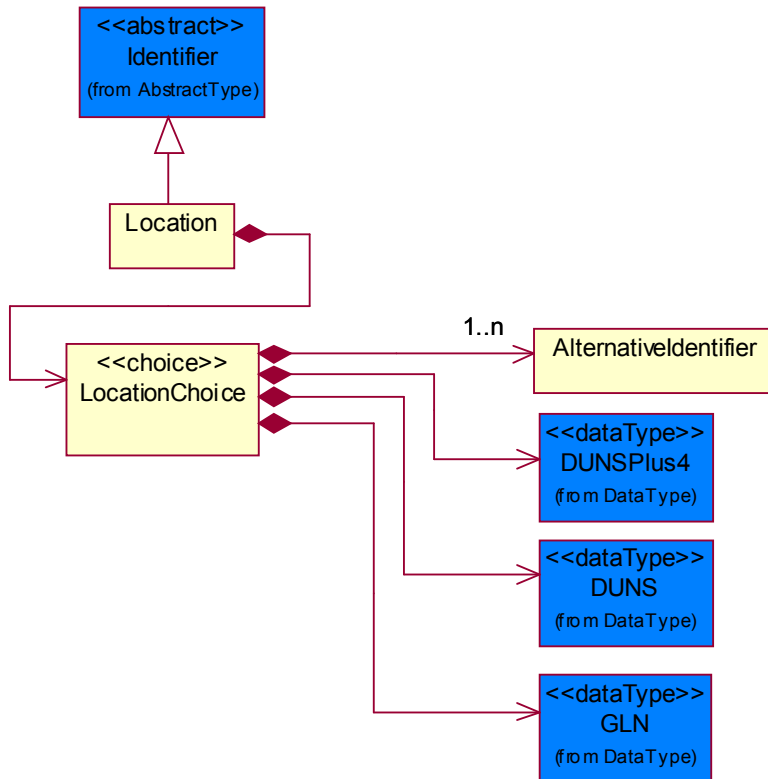 <<abstract>>
Identifier
(from AbstractType)
Location
1..n
<<choice>>
LocationChoice
AlternativeIdentifier
<<dataType>>
DUNSPlus4
(from DataType)
<<dataType>>
DUNS
(from DataType)
<<dataType>>
GLN
(from DataType)